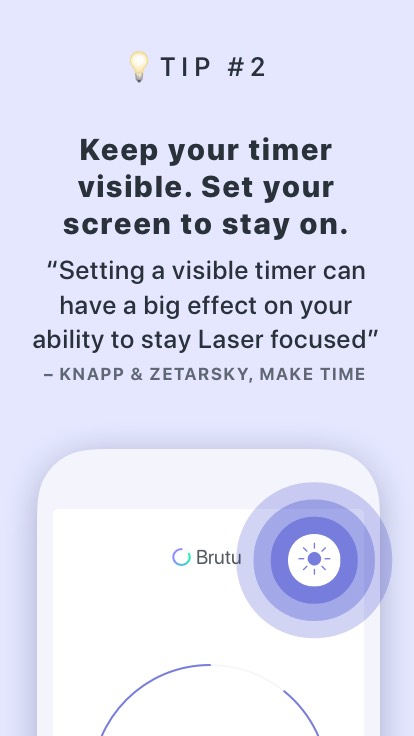 💡 TIP #2
Keep your timer
visible. Set your
screen to stay on.
“Setting a visible timer can
have a big effect on your
ability to stay Laser focused”
– KNAPP & ZETARSKY, MAKE TIME
Brutu